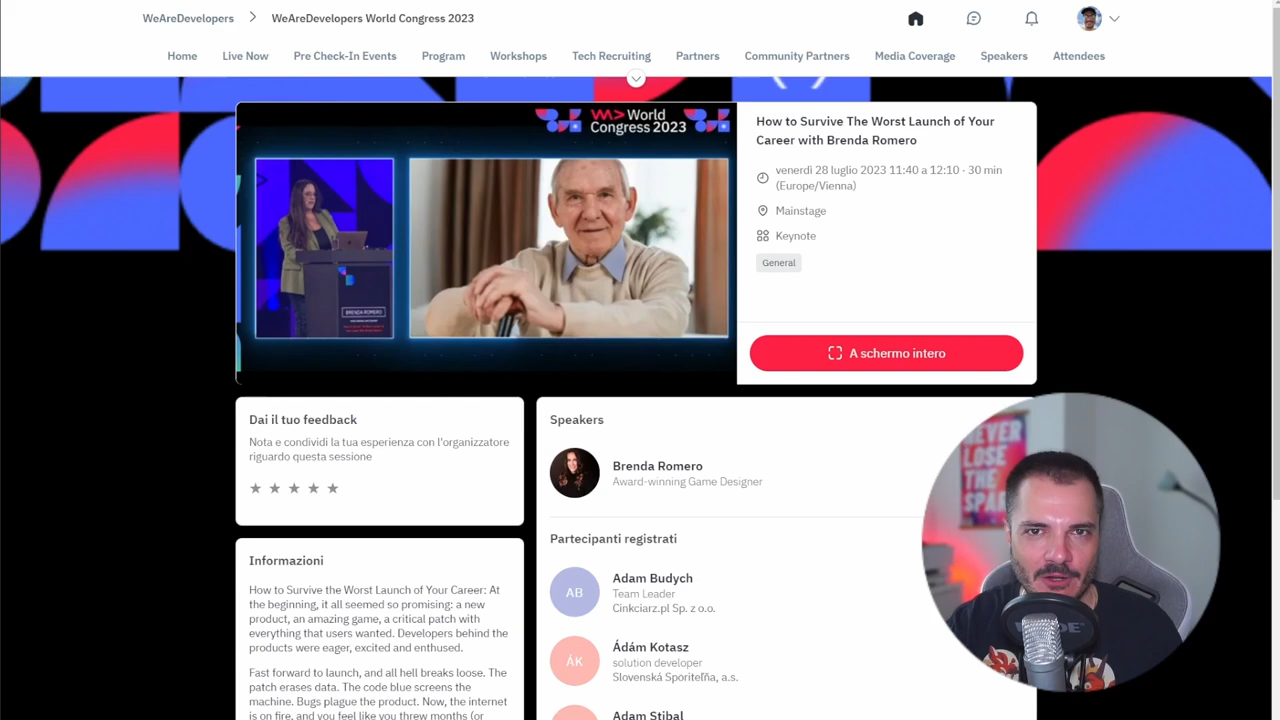 WeAreDevelopers
WeAreDevelopers World Congress 2023
Home
Live Now
Pre Check-In Events
Program
Workshops
Tech Recruiting
Partners
Community Partners
Media Coverage
Speakers
Attendees
World
Congress 2023
BRENDA ROMERO
How to Survive The Worst Launch of Your
Career with Brenda Romero
venerdì 28 luglio 2023 11:40 a 12:10 · 30 min
(Europe/Vienna)
Mainstage
Keynote
General
A schermo intero
Dai il tuo feedback
Nota e condividi la tua esperienza con l'organizzatore
riguardo questa sessione
Speakers
Brenda Romero
Award-winning Game Designer
Partecipanti registrati
AB
Adam Budych
Team Leader
Cinkciarz.pl Sp. z o.o.
ÁK
Ádám Kotasz
solution developer
Slovenská Sporiteľňa, a.s.
Adam Stibal
Informazioni
How to Survive the Worst Launch of Your Career: At
the beginning, it all seemed so promising: a new
product, an amazing game, a critical patch with
everything that users wanted. Developers behind the
products were eager, excited and enthused.
Fast forward to launch, and all hell breaks loose. The
patch erases data. The code blue screens the
machine. Bugs plague the product. Now, the internet
is on fire, and you feel like you threw months (or
NEVER
LOSE
THE
SPA